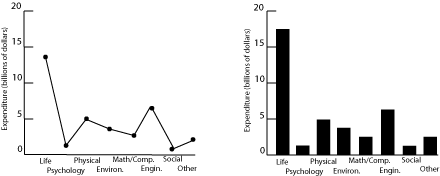 Expenditure (billions of dollars)
20
15
10
5
0
Life
Psychology
Physical
Environ.
Math/Comp.
Engin.
Social
Other
Expenditure (billions of dollars)
20
15
10
5
0
Life
Psychology
Physical
Environ.
Math/Comp.
Engin.
Social
Other